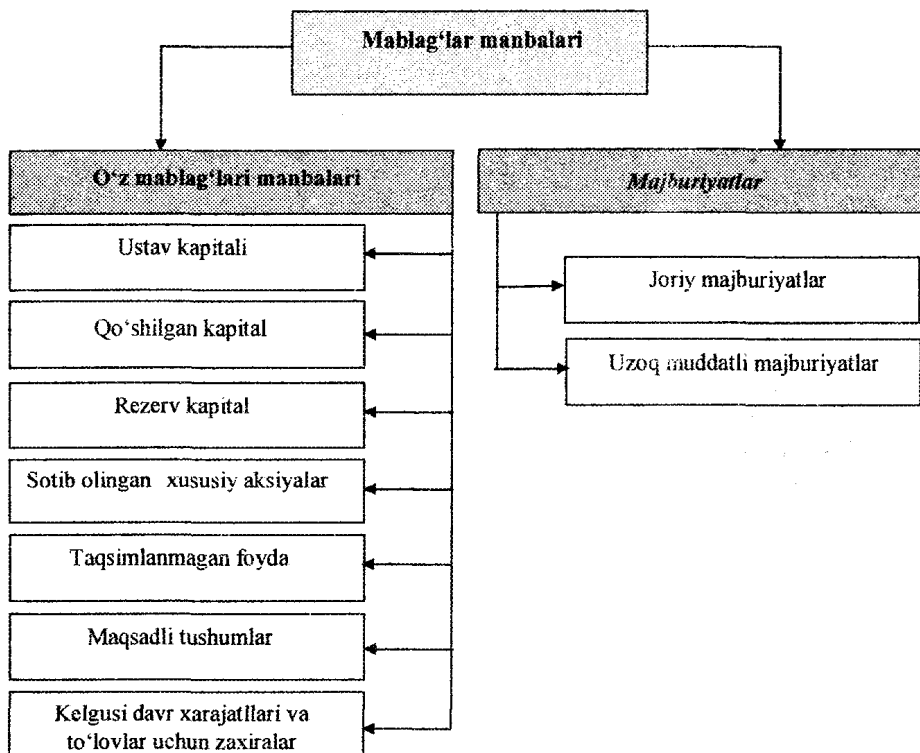 Mablag‘lar manbalari
O‘z mablag‘lari manbalari
Ustav kapitali
Qo‘shilgan kapital
Rezerv kapital
Sotib olingan xususiy aksiyalar
Taqsimlanmagan foyda
Maqsadli tushumlar
Kelgusi davr xarajatllari va
to‘lovlar uchun zaxiralar
Majburiyatlar
Joriy majburiyatlar
Uzoq muddatli majburiyatlar